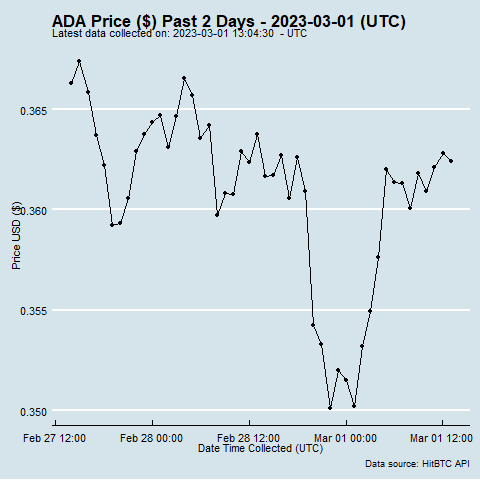 ADA Price ($) Past 2 Days - 2023-03-01 (UTC)
Latest data collected on: 2023-03-01 13:04:30 - UTC
0.365
0.360
0.355
0.350
Price USD ($)
Feb 27 12:00 Feb 28 00:00 Feb 28 12:00 Mar 01 00:00 Mar 01 12:00
Date Time Collected (UTC)
Data source: HitBTC API